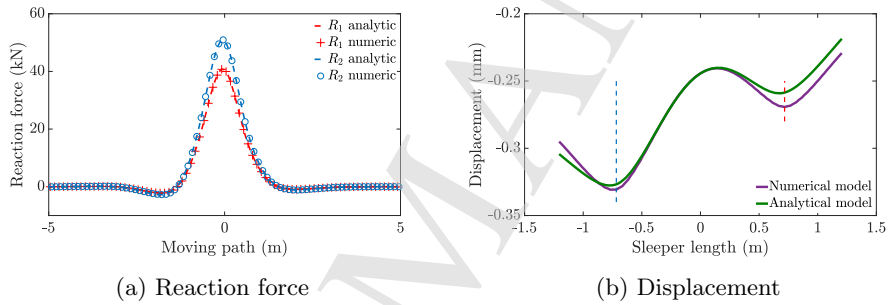 60
40
20
0
-5
0
5
Reaction force (kN)
Moving path (m)
R1 analytic
R1 numeric
R2 analytic
R2 numeric
(a) Reaction force
-0.2
-0.25
-0.3
-0.35
-1.5
-1
-0.5
0
0.5
1
1.5
Displacement (mm)
Sleeper length (m)
Numerical model
Analytical model
(b) Displacement